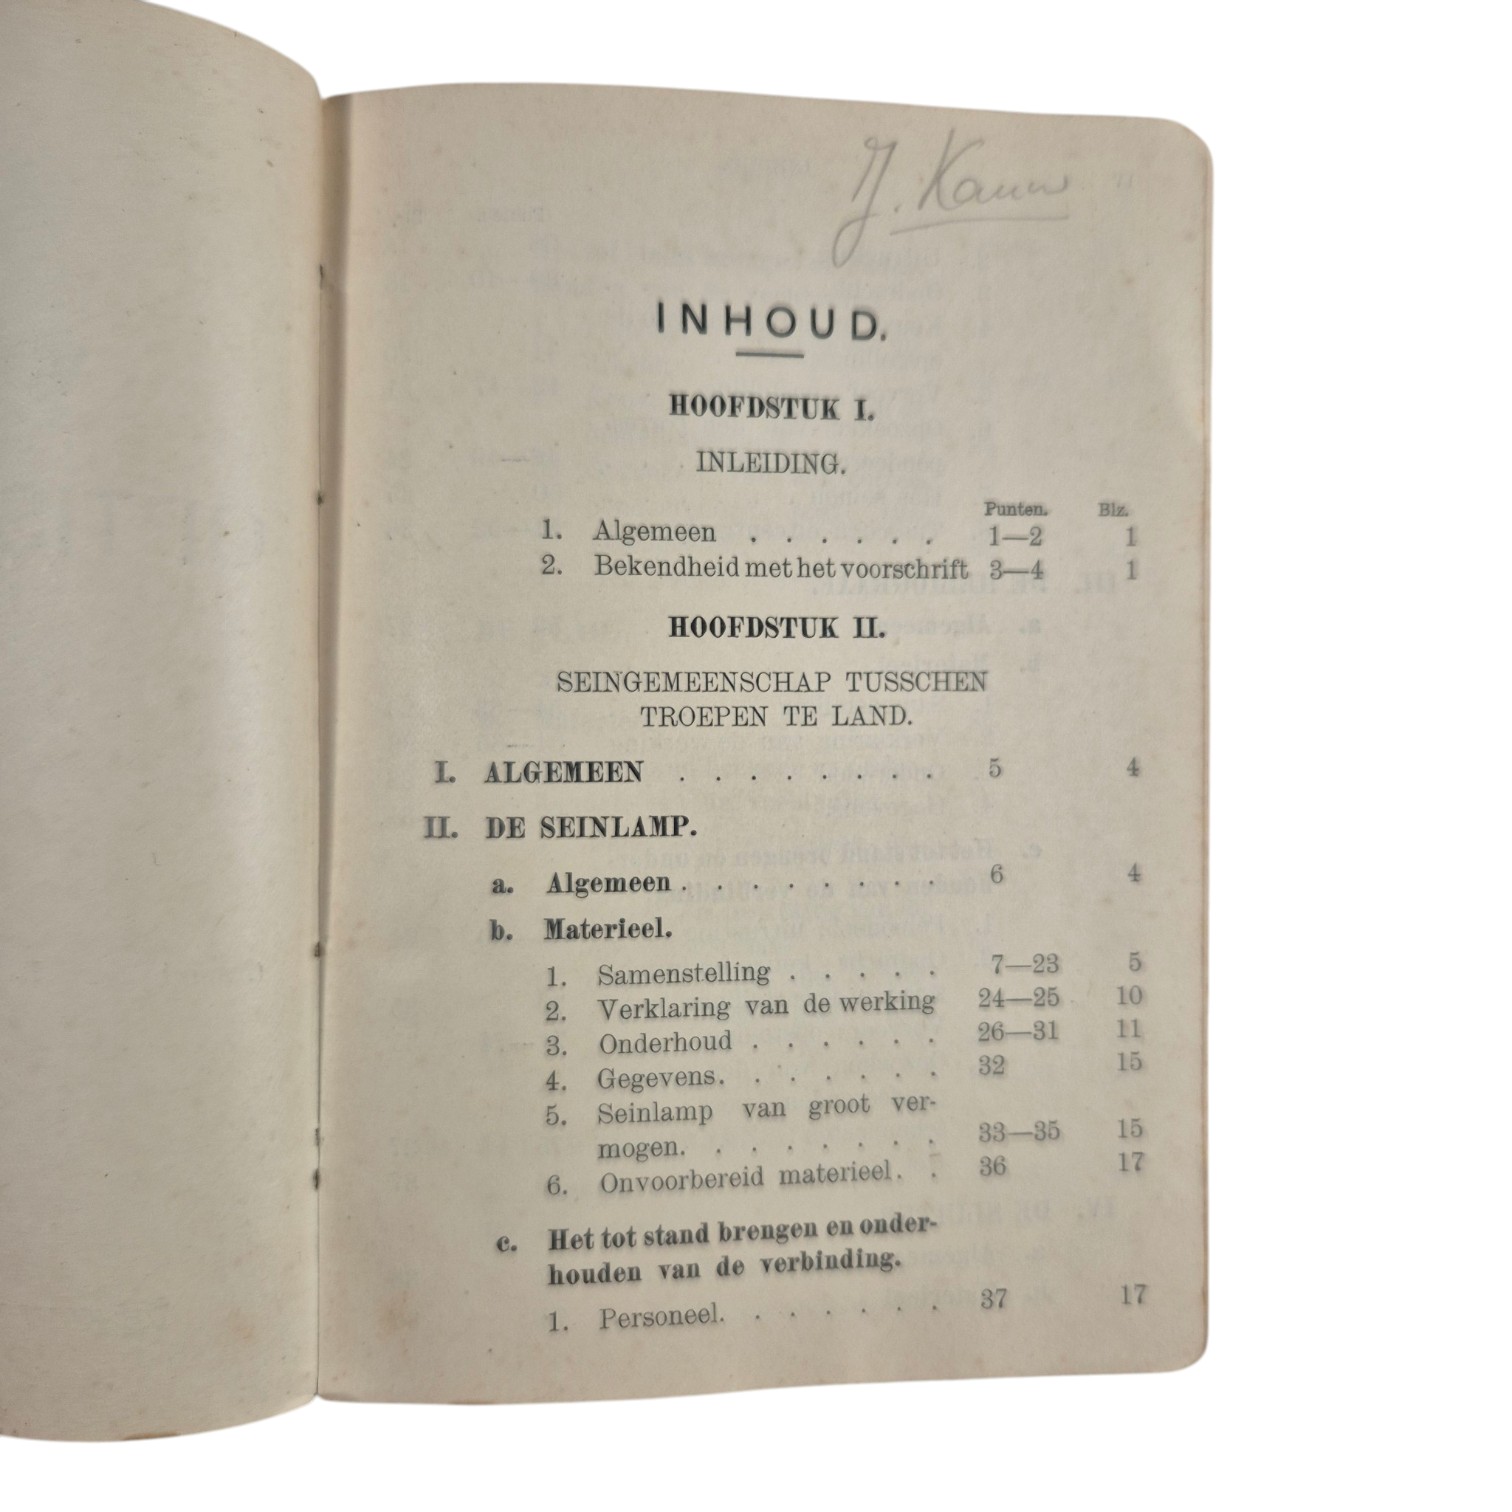 J. Kauw
INHOUD.
HOOFDSTUK I.
INLEIDING.
Punten. Blz.
1. Algemeen . . . . . . 1—2 1
2. Bekendheid met het voorschrift 3—4 1
HOOFDSTUK II.
SEINGEMEENSCHAP TUSSCHEN
TROEPEN TE LAND.
I. ALGEMEEN . . . . . . . . 5 4
II. DE SEINLAMP.
a. Algemeen . . . . . . . . 6 4
b. Materieel.
1. Samenstelling . . . . . 7—23 5
2. Verklaring van de werking 24—25 10
3. Onderhoud . . . . . . 26—31 11
4. Gegevens. . . . . . . 32 15
5. Seinlamp van groot ver-
mogen. . . . . . . . 33—35 15
6. Onvoorbereid materieel. . 36 17
c. Het tot stand brengen en onder-
houden van de verbinding.
1. Personeel. . . . . . . 37 17